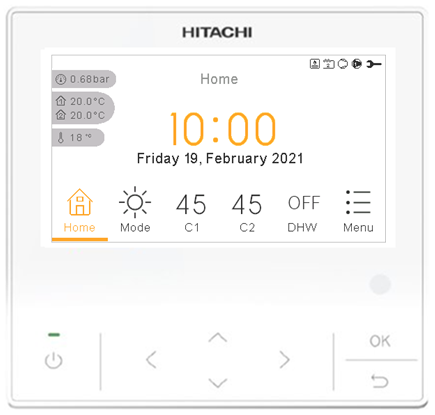 HITACHI
0.68bar
Home
20.0°C
20.0°C
10:00
18 °C
Friday 19, February 2021
45 45 OFF
Home Mode C1 C2 DHW Menu
OK